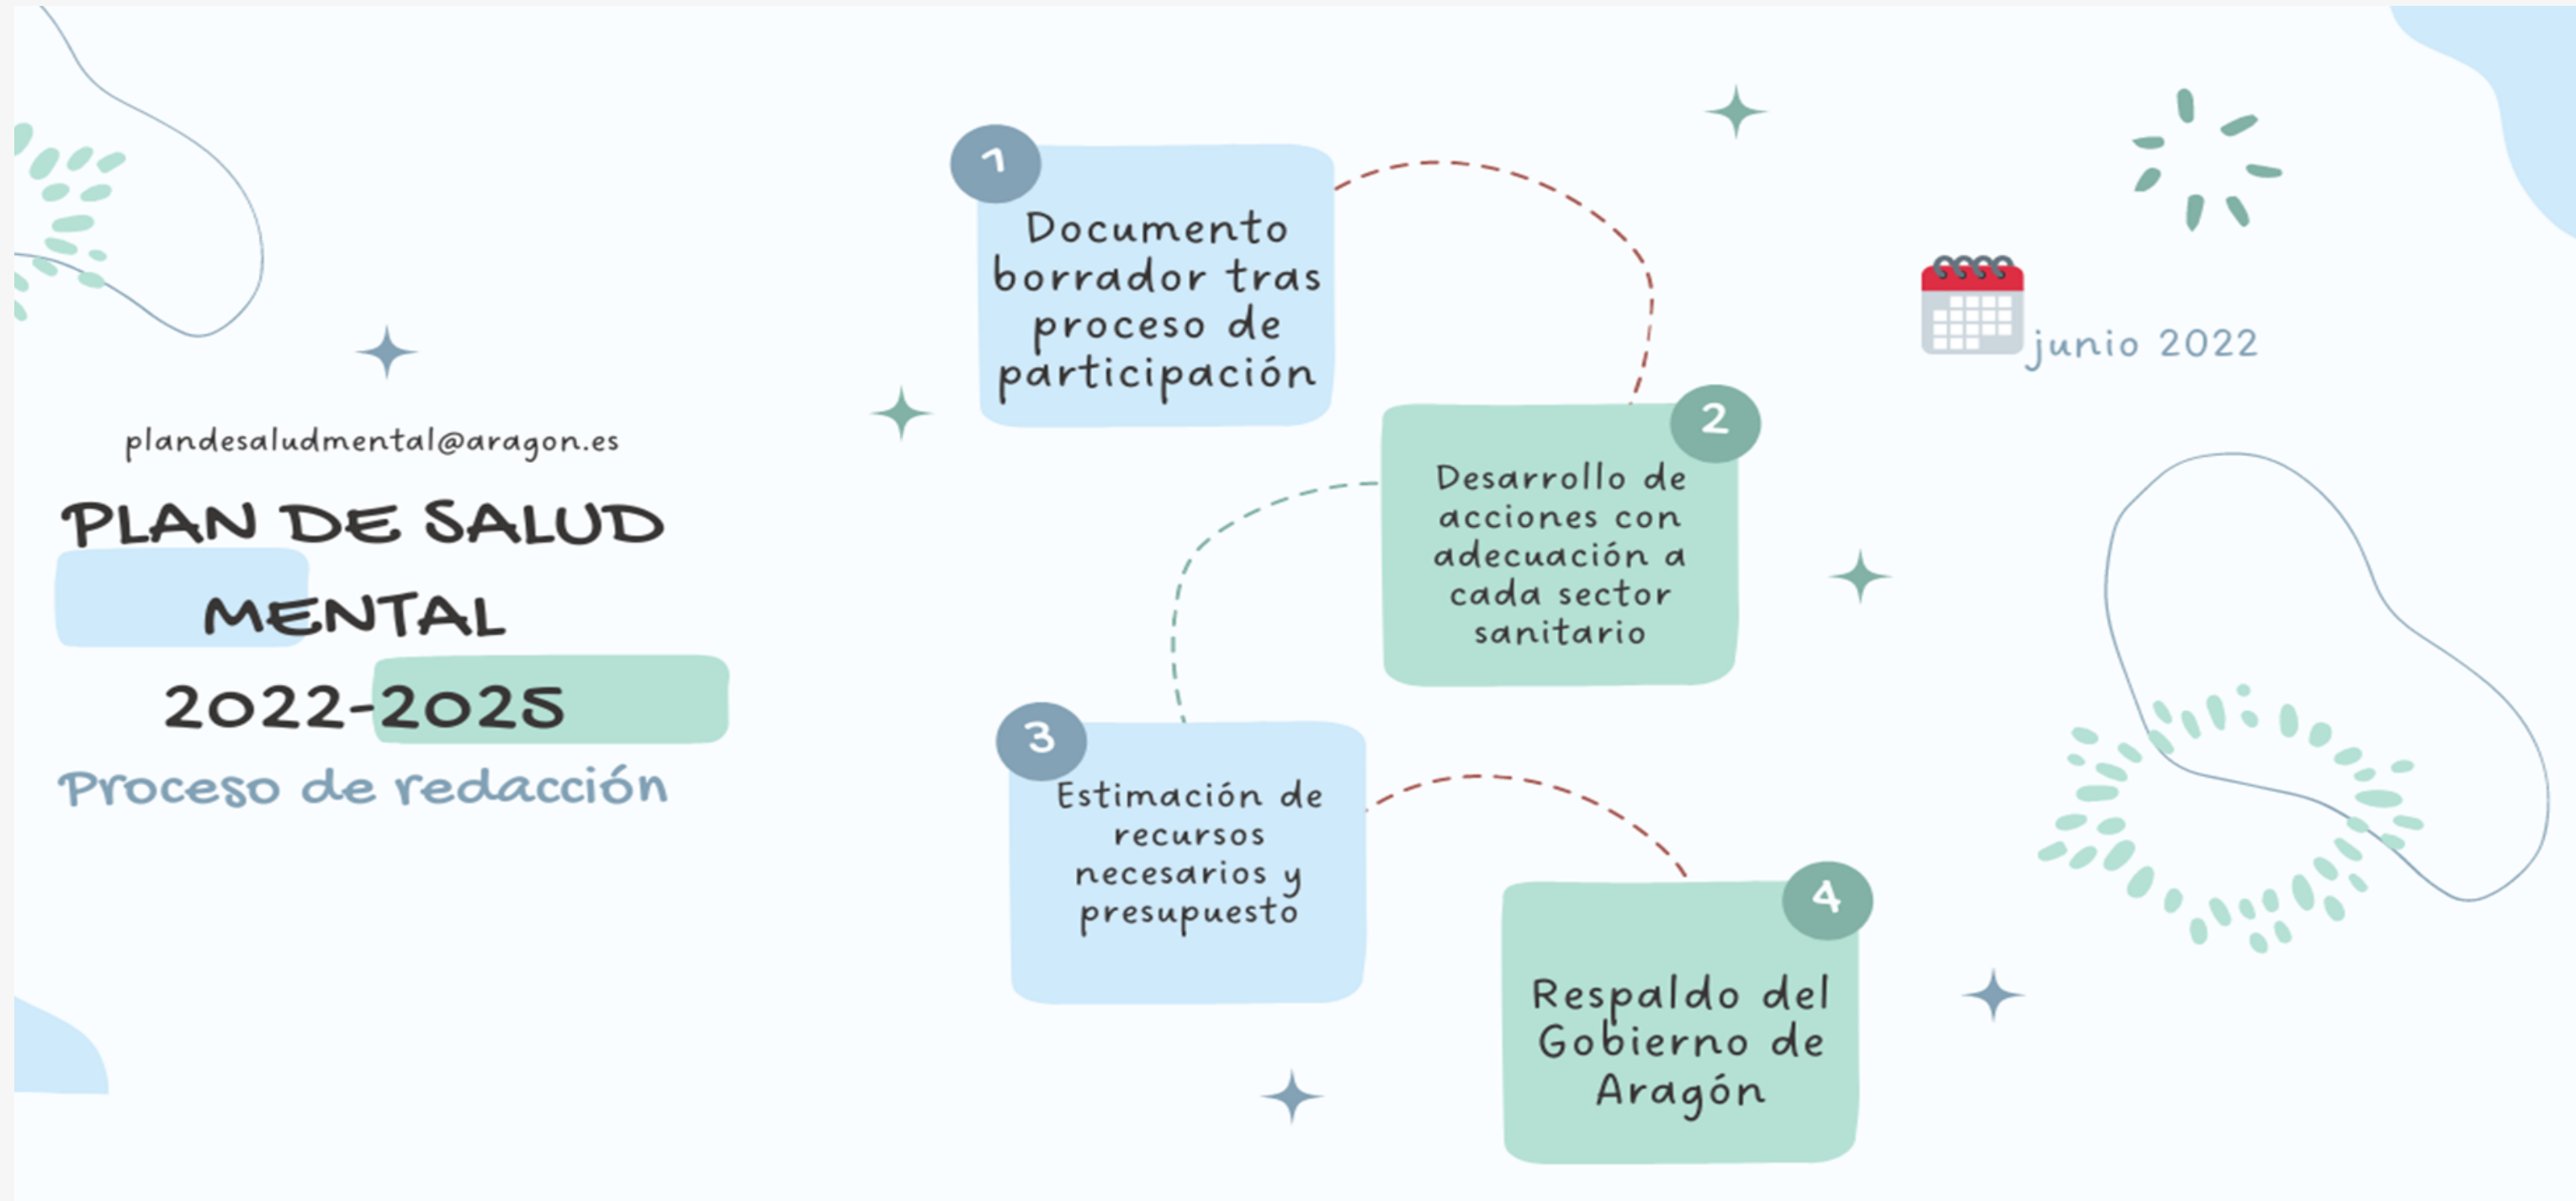 plandesaludmental@aragon.es
PLAN DE SALUD
MENTAL
2022-2025
Proceso de redacción
1
Documento
borrador tras
proceso de
participación
junio 2022
2
Desarrollo de
acciones con
adecuación a
cada sector
sanitario
3
Estimación de
recursos
necesarios y
presupuesto
4
Respaldo del
Gobierno de
Aragón